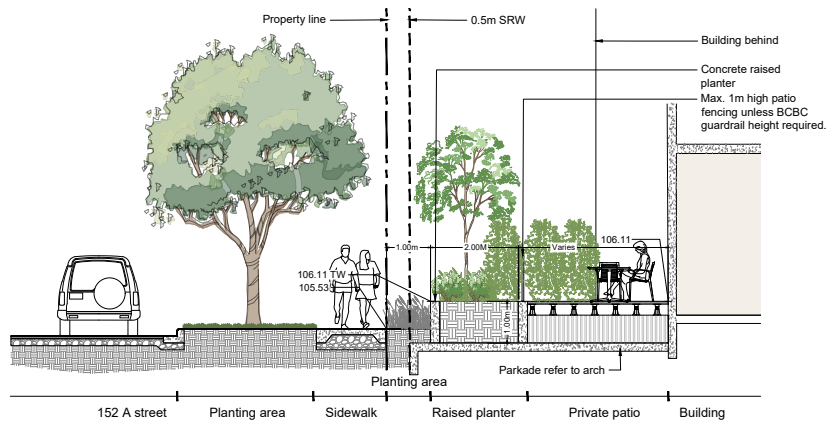 Property line
0.5m SRW
Building behind
Concrete raised
planter
Max. 1m high patio
fencing unless BCBC
guardrail height required.
1.00m
2.00M
Varies
106.11
106.11 TW
105.53
1.00m
Parkade refer to arch
Planting area
152 A street
Planting area
Sidewalk
Raised planter
Private patio
Building